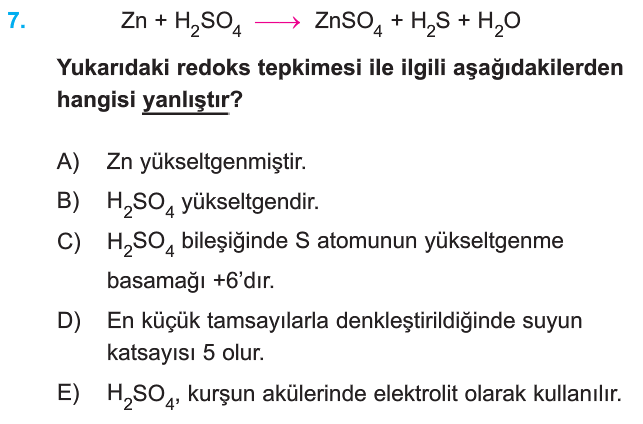 7. Zn + H₂SO₄ ⟶ ZnSO₄ + H₂S + H₂O
Yukarıdaki redoks tepkimesi ile ilgili aşağıdakilerden
hangisi yanlıştır?
A) Zn yükseltgenmiştir.
B) H₂SO₄ yükseltgendir.
C) H₂SO₄ bileşiğinde S atomunun yükseltgenme
basamağı +6’dır.
D) En küçük tamsayılarla denkleştirildiğinde suyun
katsayısı 5 olur.
E) H₂SO₄, kurşun akülerinde elektrolit olarak kullanılır.